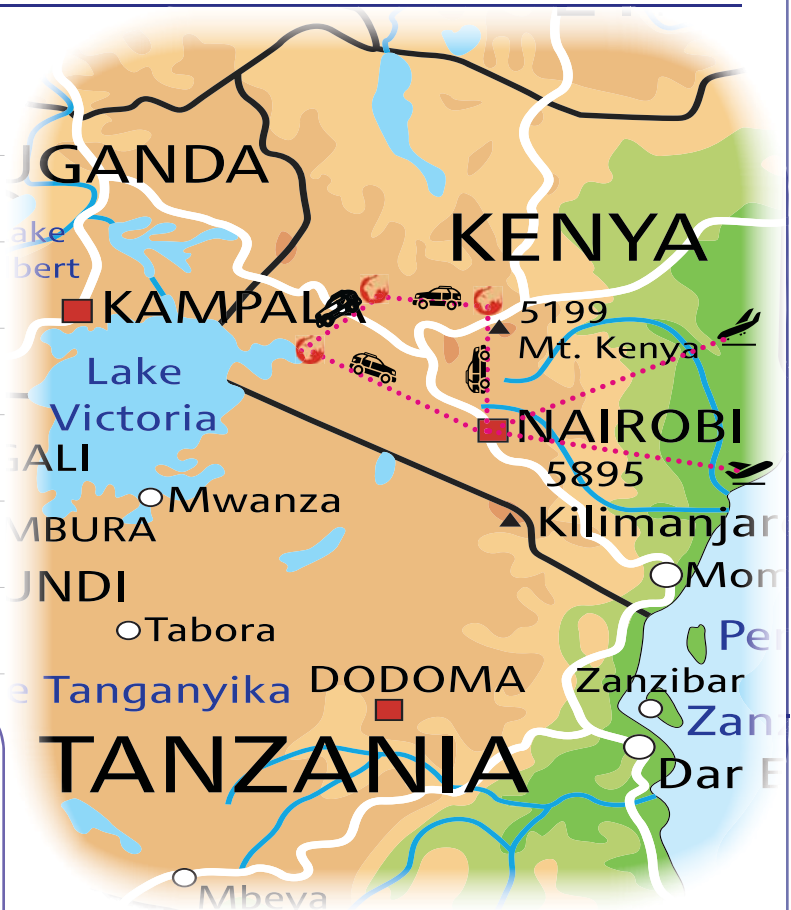 UGANDA
KENYA
ake
bert
KAMPALA
5199
Mt. Kenya
Lake
Victoria
NAIROBI
GALI
5895
Mwanza
Kilimanjar
MBURA
Mom
UNDI
Tabora
Pe
e Tanganyika
DODOMA
Zanzibar
Zan
TANZANIA
Dar E
Mbeya